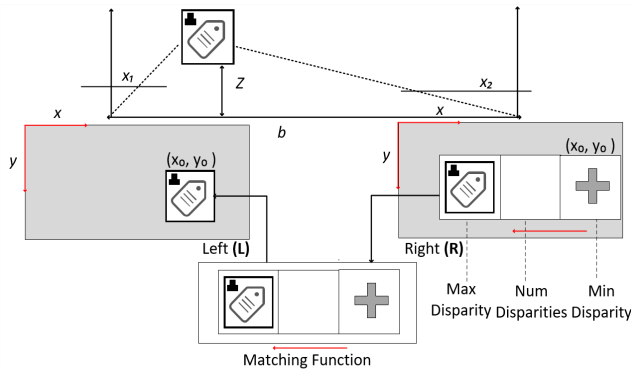 x₁
Z
x₂
x
b
x
y
y
(x₀, y₀ )
(x₀, y₀ )
Left (L)
Right (R)
Max
Disparity
Num
Disparities
Min
Disparity
Matching Function